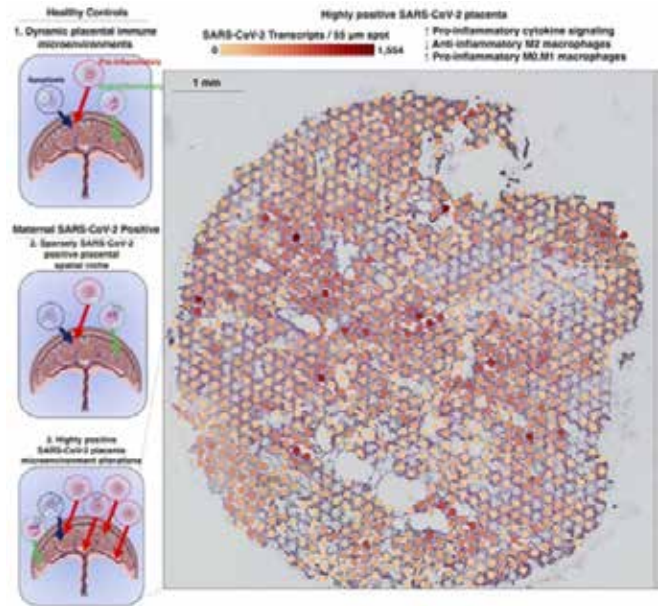 Healthy Controls
1. Dynamic placental immune
microenvironments
Pro-inflammatory
Apoptosis
Maternal SARS-CoV-2 Positive
2. Sparsely SARS-CoV-2
positive placental
spatial niche
3. Highly positive
SARS-CoV-2 placenta
microenvironment alterations
Highly positive SARS-CoV-2 placenta
SARS-CoV-2 Transcripts / 55 µm spot
0 1,554
↑ Pro-inflammatory cytokine signaling
↓ Anti-inflammatory M2 macrophages
↑ Pro-inflammatory M0,M1 macrophages
1 mm